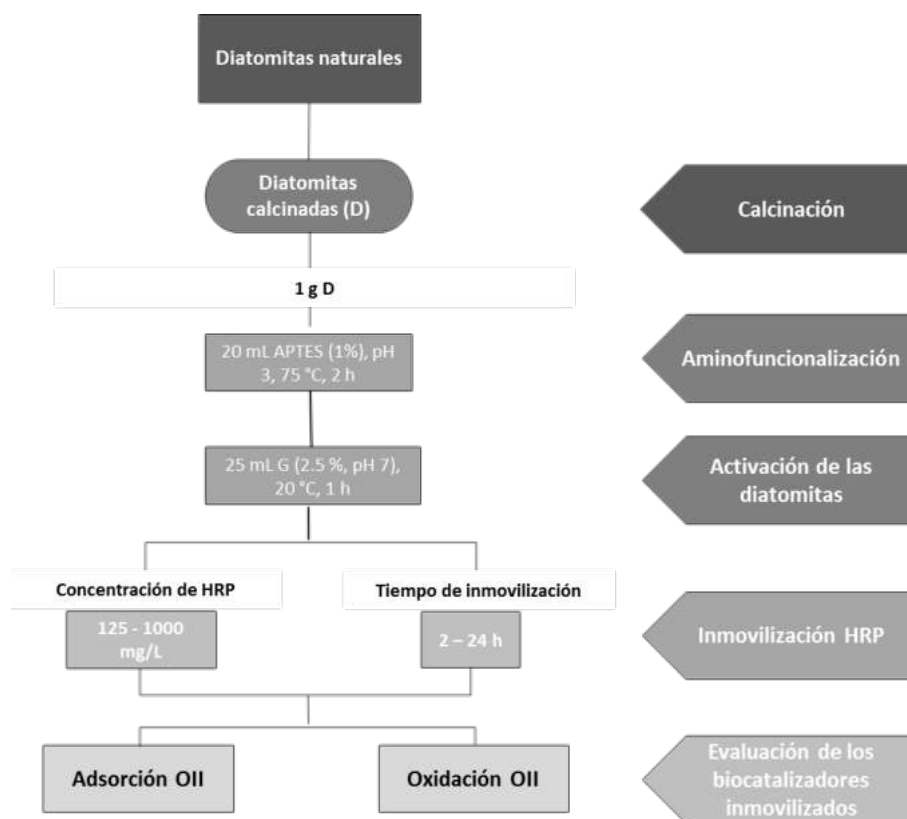 Diatomitas naturales
Diatomitas
calcinadas (D)
Calcinación
1 g D
20 mL APTES (1%), pH
3, 75 °C, 2 h
Aminofuncionalización
25 mL G (2.5 %, pH 7),
20 °C, 1 h
Activación de las
diatomitas
Concentración de HRP
Tiempo de inmovilización
125 - 1000
mg/L
2 – 24 h
Inmovilización HRP
Adsorción OII
Oxidación OII
Evaluación de los
biocatalizadores
inmovilizados